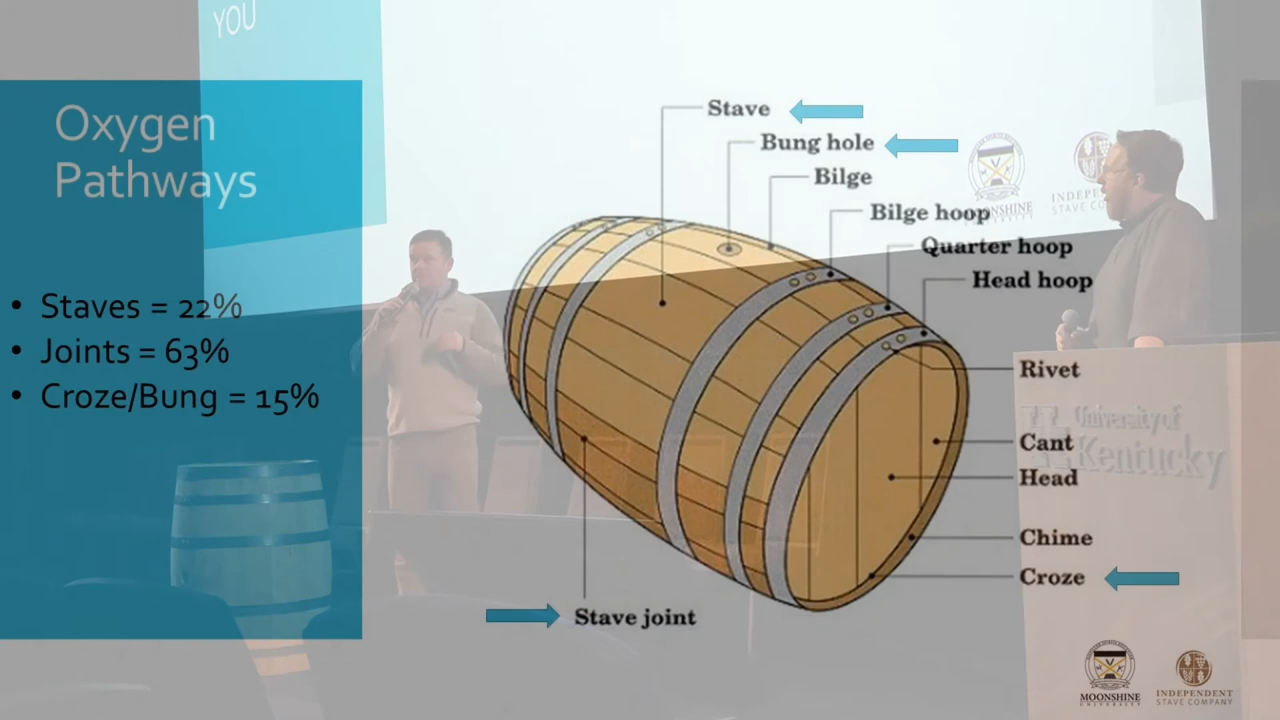 YOU
Oxygen
Pathways
• Staves = 22%
• Joints = 63%
• Croze/Bung = 15%
Stave
Bung hole
Bilge
Bilge hoop
Quarter hoop
Head hoop
Rivet
Cant
Head
Chime
Croze
Stave joint
MOONSHINE
UNIVERSITY
INDEPENDENT
STAVE COMPANY
University of
Kentucky